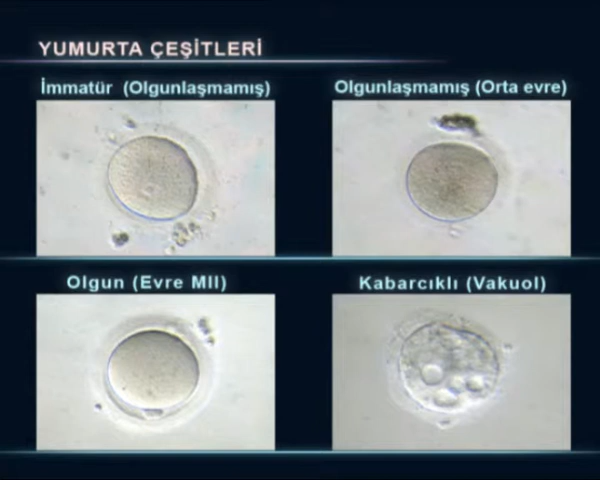 YUMURTA ÇEŞİTLERİ
İmmatür (Olgunlaşmamış)
Olgunlaşmamış (Orta evre)
Olgun (Evre MII)
Kabarcıklı (Vakuol)